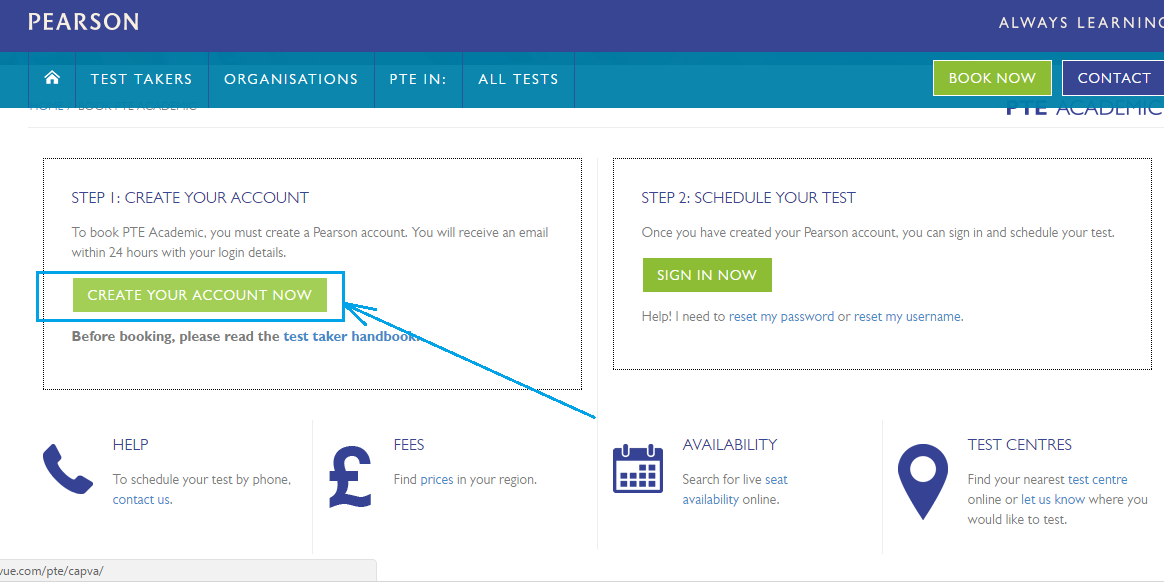 PEARSON
ALWAYS LEARNING
TEST TAKERS
ORGANISATIONS
PTE IN:
ALL TESTS
BOOK NOW
CONTACT
HOME / BOOK PTE ACADEMIC
PTE ACADEMIC
STEP 1: CREATE YOUR ACCOUNT
To book PTE Academic, you must create a Pearson account. You will receive an email
within 24 hours with your login details.
CREATE YOUR ACCOUNT NOW
Before booking, please read the test taker handbook.
STEP 2: SCHEDULE YOUR TEST
Once you have created your Pearson account, you can sign in and schedule your test.
SIGN IN NOW
Help! I need to reset my password or reset my username.
HELP
To schedule your test by phone,
contact us.
FEES
Find prices in your region.
AVAILABILITY
Search for live seat
availability online.
TEST CENTRES
Find your nearest test centre
online or let us know where you
would like to test.
vue.com/pte/capva/